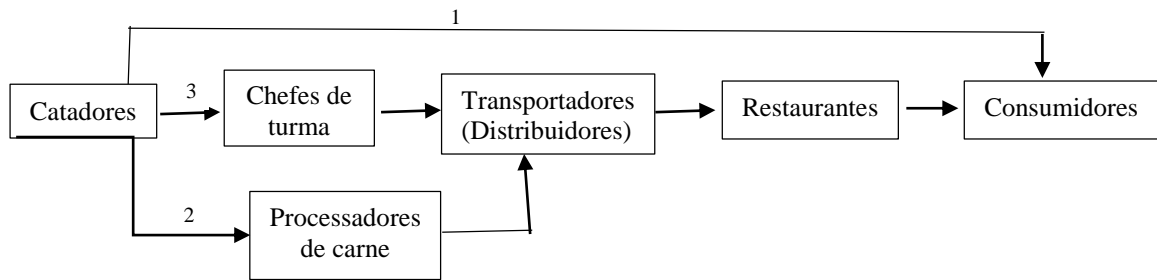 1
Catadores
3
Chefes de
turma
Transportadores
(Distribuidores)
Restaurantes
Consumidores
2
Processadores
de carne